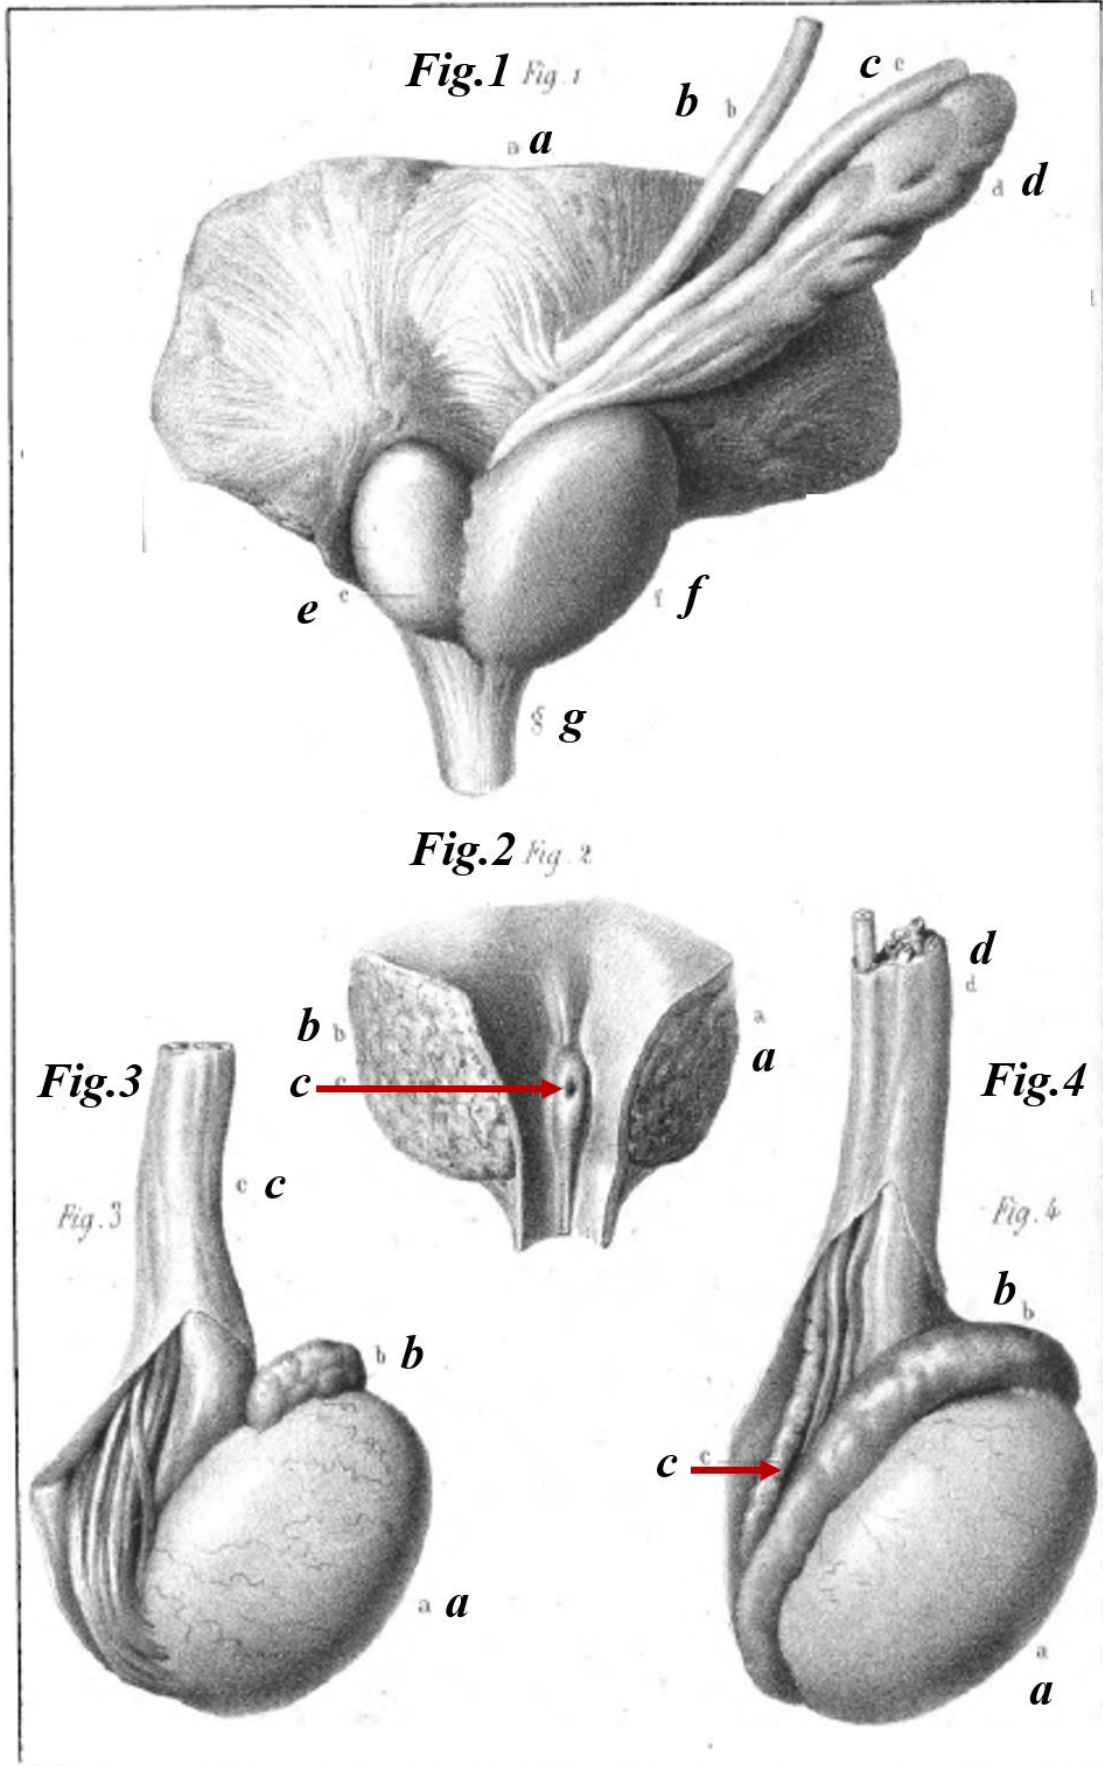 Fig.1 Fig. 1
c c
b b
a a
d d
e e
f f
g g
Fig.2 Fig. 2
d
d
b b
a
a
c c
Fig.3
Fig.4
c c
Fig. 3
Fig. 4
b
b
b b
c c
a a
a
a